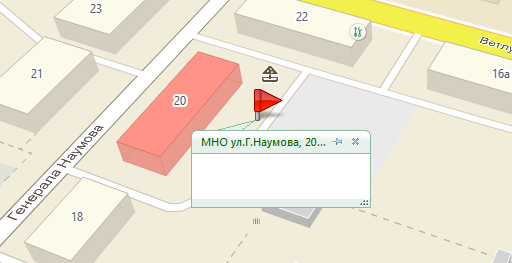 23
22
Ветлу
21
16а
20
МНО ул.Г.Наумова, 20...
Генерала Наумова
18